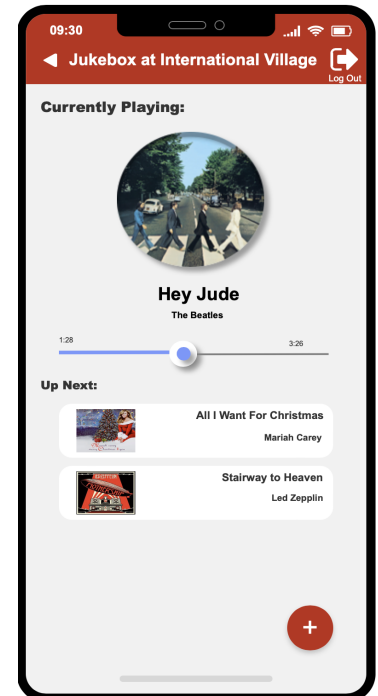 09:30
Jukebox at International Village
Log Out
Currently Playing:
Hey Jude
The Beatles
1:28
3:26
Up Next:
All I Want For Christmas
Mariah Carey
Stairway to Heaven
Led Zepplin
+